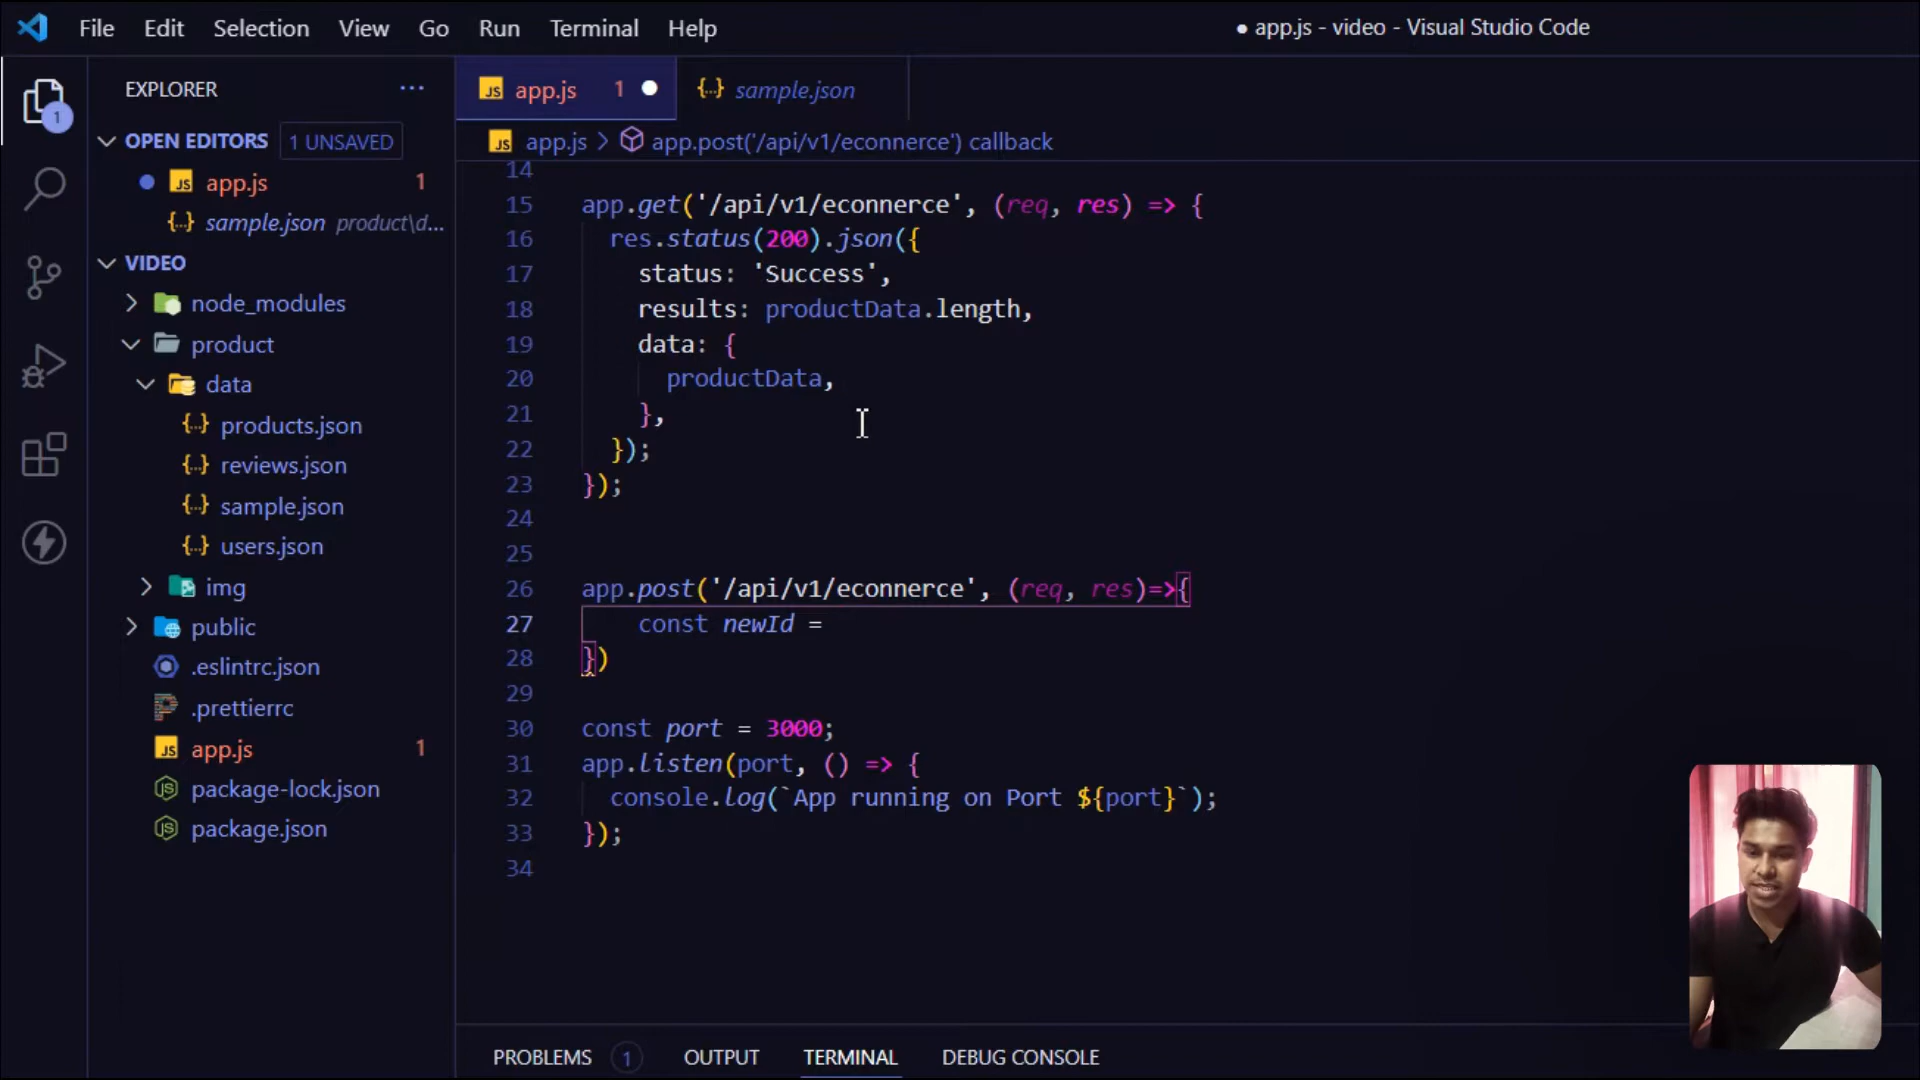 File Edit Selection View Go Run Terminal Help
● app.js - video - Visual Studio Code
EXPLORER ···
OPEN EDITORS 1 UNSAVED
app.js 1
sample.json product\d...
VIDEO
node_modules
product
data
products.json
reviews.json
sample.json
users.json
img
public
.eslintrc.json
.prettierrc
app.js 1
package-lock.json
package.json
1
JS app.js 1 ●
{..} sample.json
JS app.js > app.post('/api/v1/econnerce') callback
14
15 app.get('/api/v1/econnerce', (req, res) => {
16 res.status(200).json({
17 status: 'Success',
18 results: productData.length,
19 data: {
20 productData,
21 },
22 });
23 });
24
25
26 app.post('/api/v1/econnerce', (req, res)=>{
27 const newId =
28 })
29
30 const port = 3000;
31 app.listen(port, () => {
32 console.log(`App running on Port ${port}`);
33 });
34
PROBLEMS 1 OUTPUT TERMINAL DEBUG CONSOLE